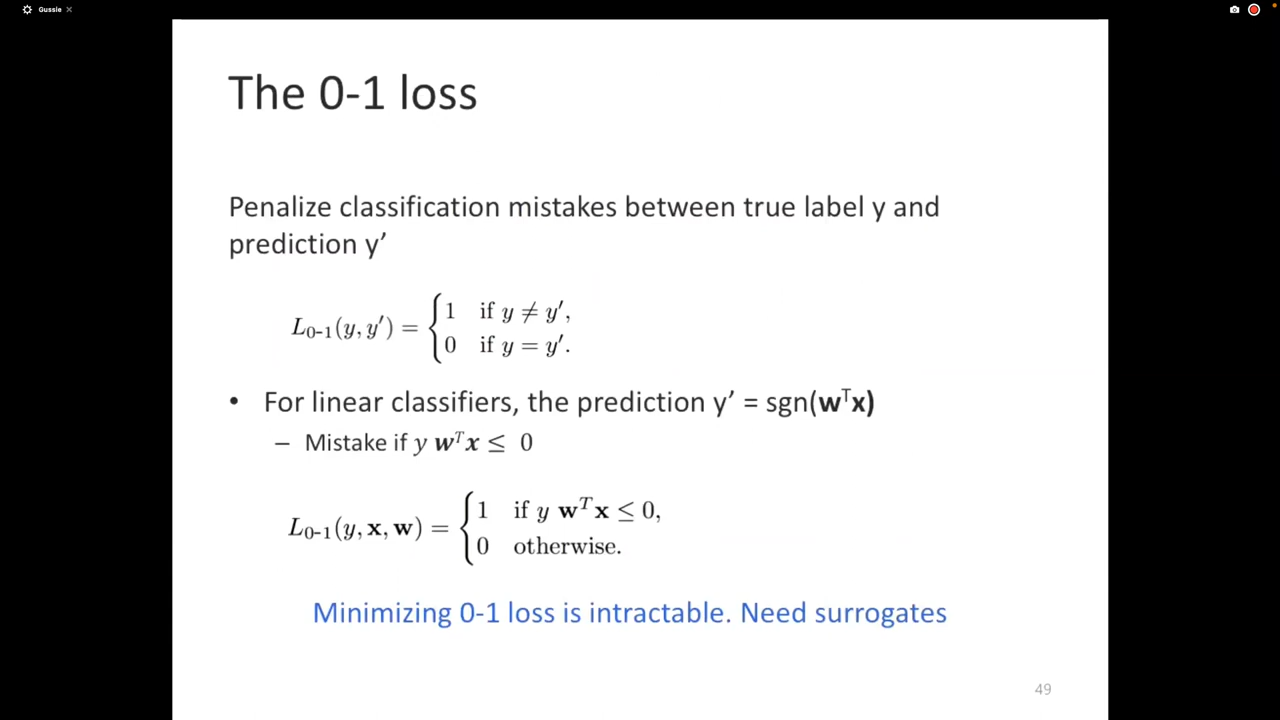 Gussie ×
The 0-1 loss
Penalize classification mistakes between true label y and
prediction y′
L₀₋₁(y, y′) = { 1 if y ≠ y′,
0 if y = y′.
• For linear classifiers, the prediction y′ = sgn(wᵀx)
– Mistake if y wᵀx ≤ 0
L₀₋₁(y, x, w) = { 1 if y wᵀx ≤ 0,
0 otherwise.
Minimizing 0-1 loss is intractable. Need surrogates
49